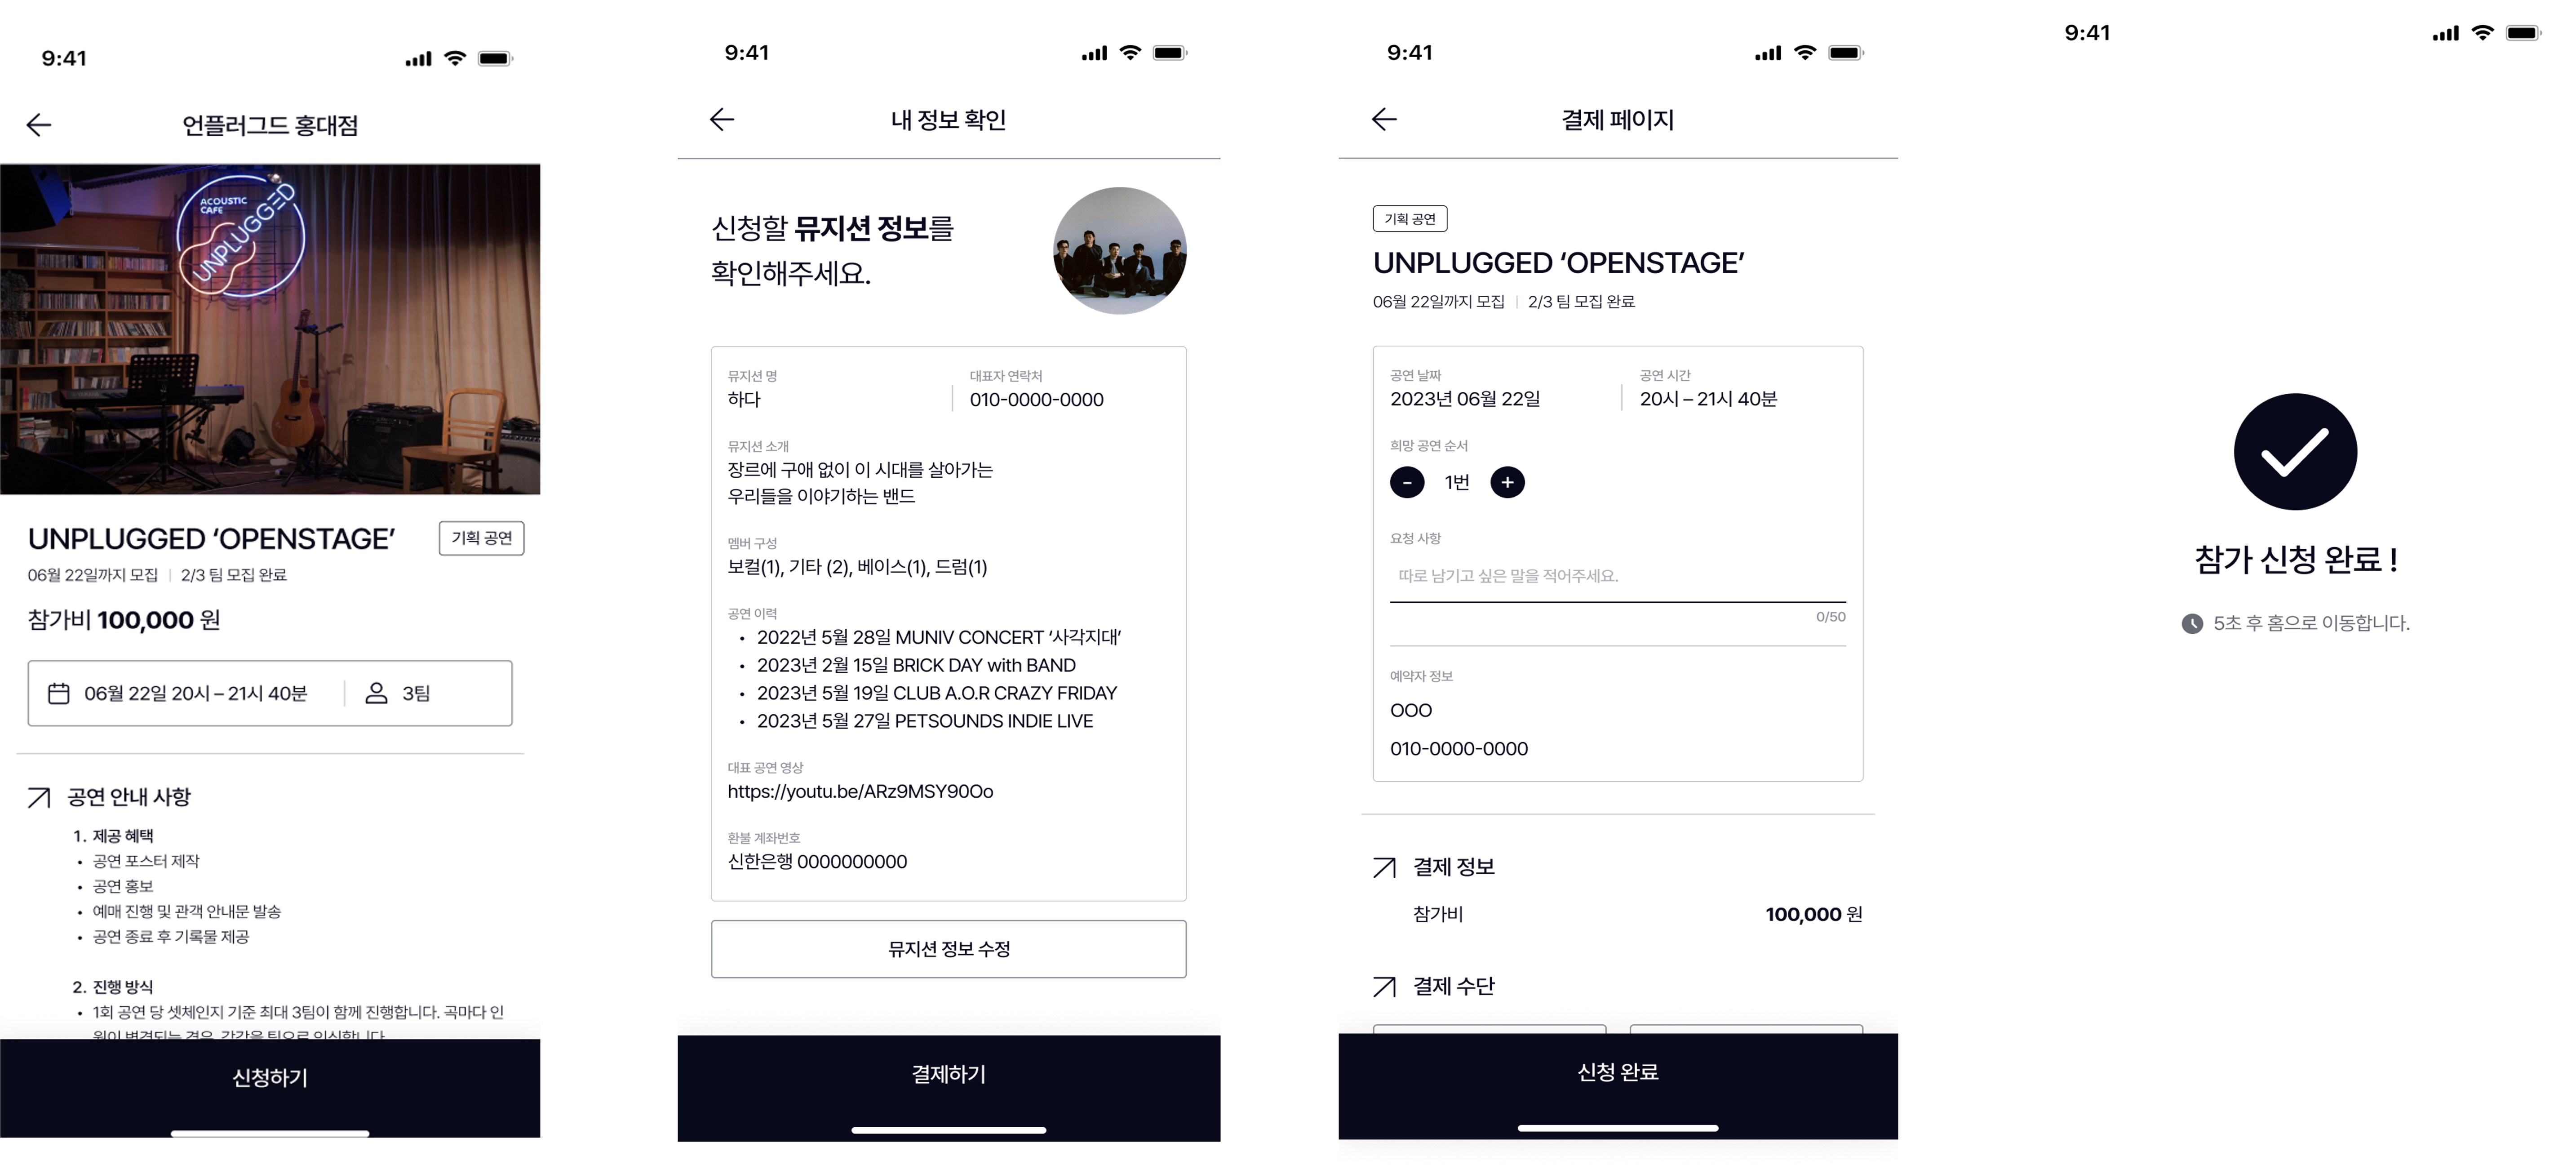 9:41
언플러그드 홍대점
ACOUSTIC
CAFE
UNPLUGGED
UNPLUGGED ‘OPENSTAGE’
기획 공연
06월 22일까지 모집 | 2/3 팀 모집 완료
참가비 100,000 원
06월 22일 20시 – 21시 40분 | 3팀
공연 안내 사항
1. 제공 혜택
• 공연 포스터 제작
• 공연 홍보
• 예매 진행 및 관객 안내문 발송
• 공연 종료 후 기록물 제공
2. 진행 방식
• 1회 공연 당 셋체인지 기준 최대 3팀이 함께 진행합니다. 곡마다 인
원이 변경되는 경우, 각각을 팀으로 인식합니다.
신청하기
9:41
내 정보 확인
신청할 뮤지션 정보를
확인해주세요.
뮤지션 명
하다
대표자 연락처
010-0000-0000
뮤지션 소개
장르에 구애 없이 이 시대를 살아가는
우리들을 이야기하는 밴드
멤버 구성
보컬(1), 기타 (2), 베이스(1), 드럼(1)
공연 이력
• 2022년 5월 28일 MUNIV CONCERT ‘사각지대’
• 2023년 2월 15일 BRICK DAY with BAND
• 2023년 5월 19일 CLUB A.O.R CRAZY FRIDAY
• 2023년 5월 27일 PETSOUNDS INDIE LIVE
대표 공연 영상
https://youtu.be/ARz9MSY90Oo
환불 계좌번호
신한은행 0000000000
뮤지션 정보 수정
결제하기
9:41
결제 페이지
기획 공연
UNPLUGGED ‘OPENSTAGE’
06월 22일까지 모집 | 2/3 팀 모집 완료
공연 날짜
2023년 06월 22일
공연 시간
20시 – 21시 40분
희망 공연 순서
- 1번 +
요청 사항
따로 남기고 싶은 말을 적어주세요.
0/50
예약자 정보
OOO
010-0000-0000
결제 정보
참가비 100,000 원
결제 수단
신청 완료
9:41
참가 신청 완료 !
5초 후 홈으로 이동합니다.